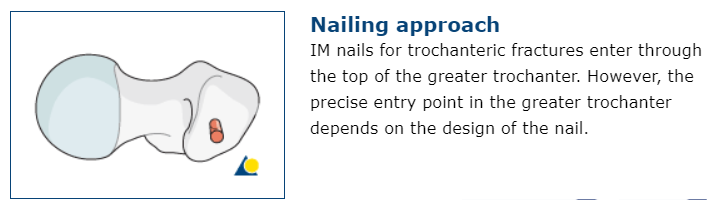 Nailing approach
IM nails for trochanteric fractures enter through
the top of the greater trochanter. However, the
precise entry point in the greater trochanter
depends on the design of the nail.